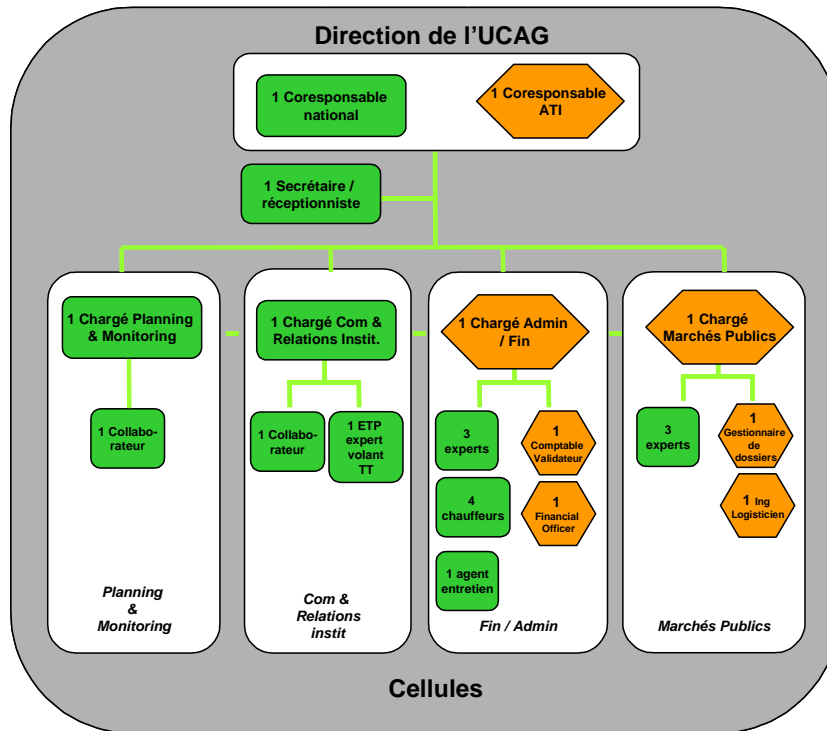 Direction de l'UCAG
1 Coresponsable
national
1 Coresponsable
ATI
1 Secrétaire /
réceptionniste
1 Chargé Planning
& Monitoring
1 Collabo-
rateur
Planning
&
Monitoring
1 Chargé Com &
Relations Instit.
1 Collabo-
rateur
1 ETP
expert
volant
TT
Com &
Relations
instit
1 Chargé Admin
/ Fin
3
experts
1
Comptable
Validateur
4
chauffeurs
1
Financial
Officer
1 agent
entretien
Fin / Admin
1 Chargé
Marchés Publics
3
experts
1
Gestionnaire
de
dossiers
1 Ing
Logisticien
Marchés Publics
Cellules